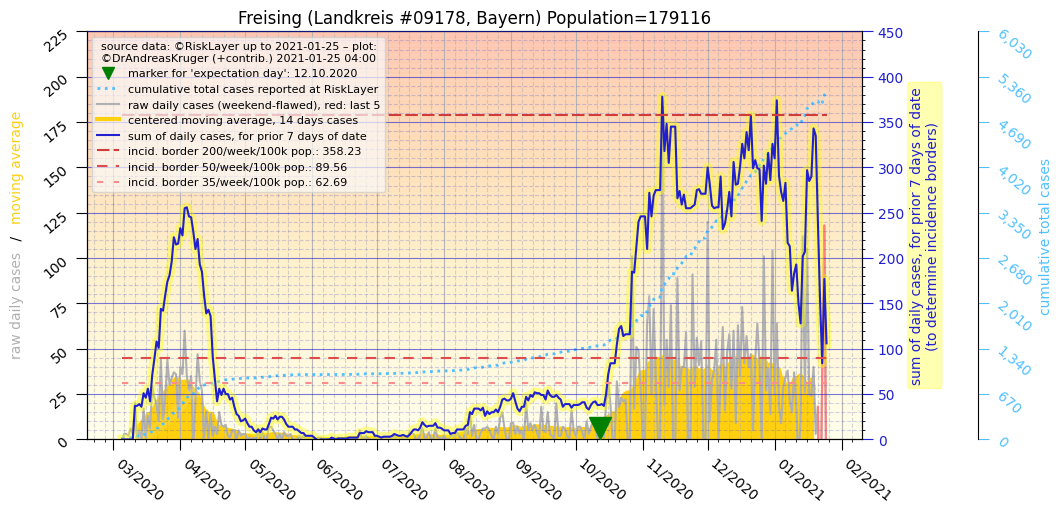 Freising (Landkreis #09178, Bayern) Population=179116
source data: ©RiskLayer up to 2021-01-25 – plot:
©DrAndreasKruger (+contrib.) 2021-01-25 04:00
marker for 'expectation day': 12.10.2020
cumulative total cases reported at RiskLayer
raw daily cases (weekend-flawed), red: last 5
centered moving average, 14 days cases
sum of daily cases, for prior 7 days of date
incid. border 200/week/100k pop.: 358.23
incid. border 50/week/100k pop.: 89.56
incid. border 35/week/100k pop.: 62.69
raw daily cases / moving average
225
200
175
150
125
100
75
50
25
0
03/2020
04/2020
05/2020
06/2020
07/2020
08/2020
09/2020
10/2020
11/2020
12/2020
01/2021
02/2021
450
400
350
300
250
200
150
100
50
0
sum of daily cases, for prior 7 days of date
(to determine incidence borders)
6,030
5,360
4,690
4,020
3,350
2,680
2,010
1,340
670
0
cumulative total cases